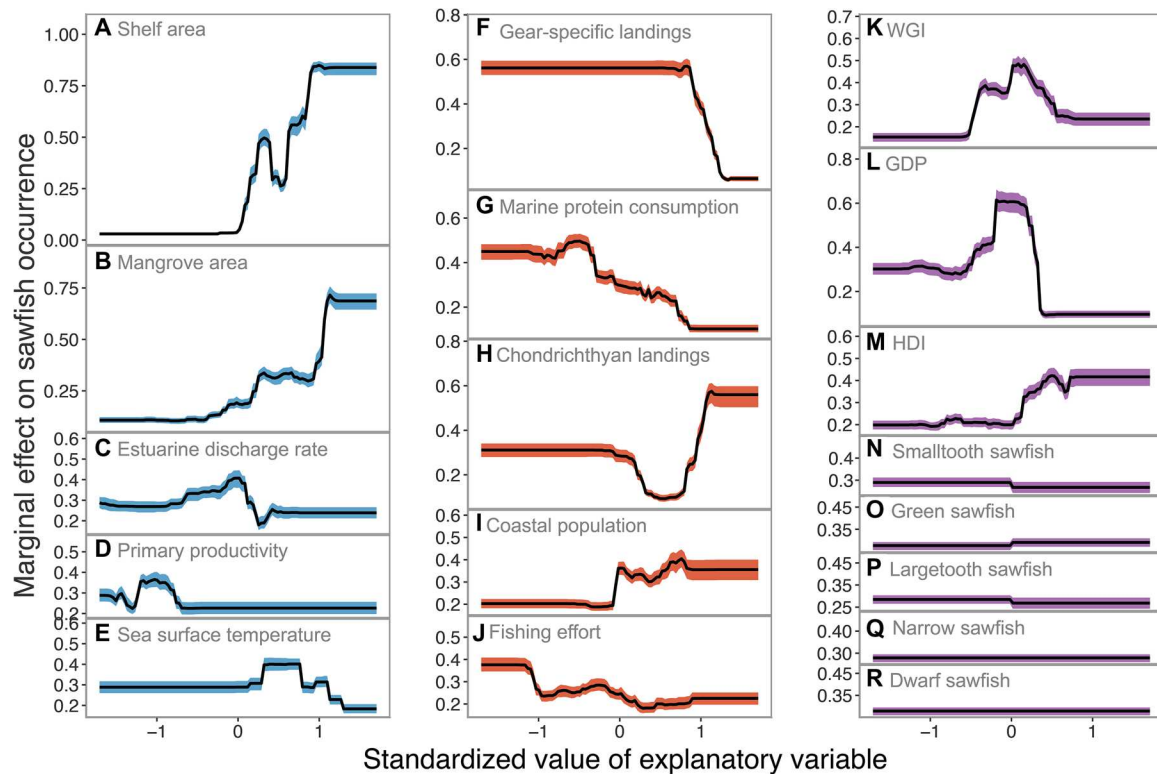 Marginal effect on sawfish occurrence
A Shelf area
1.00
0.75
0.50
0.25
0.00
B Mangrove area
0.75
0.50
0.25
C Estuarine discharge rate
0.6
0.5
0.4
0.3
0.2
D Primary productivity
0.5
0.4
0.3
0.2
E Sea surface temperature
0.6
0.5
0.4
0.3
0.2
−1 0 1
F Gear-specific landings
0.8
0.6
0.4
0.2
G Marine protein consumption
0.6
0.4
0.2
H Chondrichthyan landings
0.8
0.6
0.4
0.2
I Coastal population
0.6
0.5
0.4
0.3
0.2
J Fishing effort
0.5
0.4
0.3
0.2
−1 0 1
K WGI
0.7
0.6
0.5
0.4
0.3
0.2
L GDP
0.8
0.6
0.4
0.2
M HDI
0.6
0.5
0.4
0.3
0.2
N Smalltooth sawfish
0.4
0.3
O Green sawfish
0.45
0.35
P Largetooth sawfish
0.45
0.35
0.25
Q Narrow sawfish
0.40
0.30
R Dwarf sawfish
0.45
0.35
−1 0 1
Standardized value of explanatory variable